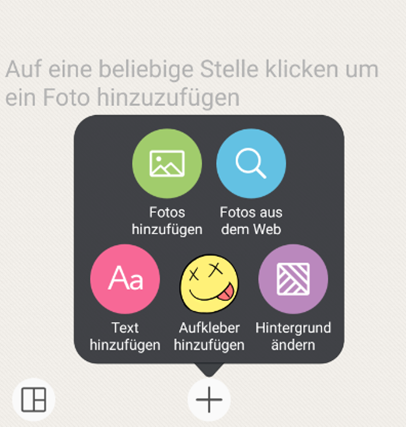 Auf eine beliebige Stelle klicken um
ein Foto hinzuzufügen
Fotos
hinzufügen
Fotos aus
dem Web
Aa
Text
hinzufügen
Aufkleber
hinzufügen
Hintergrund
ändern